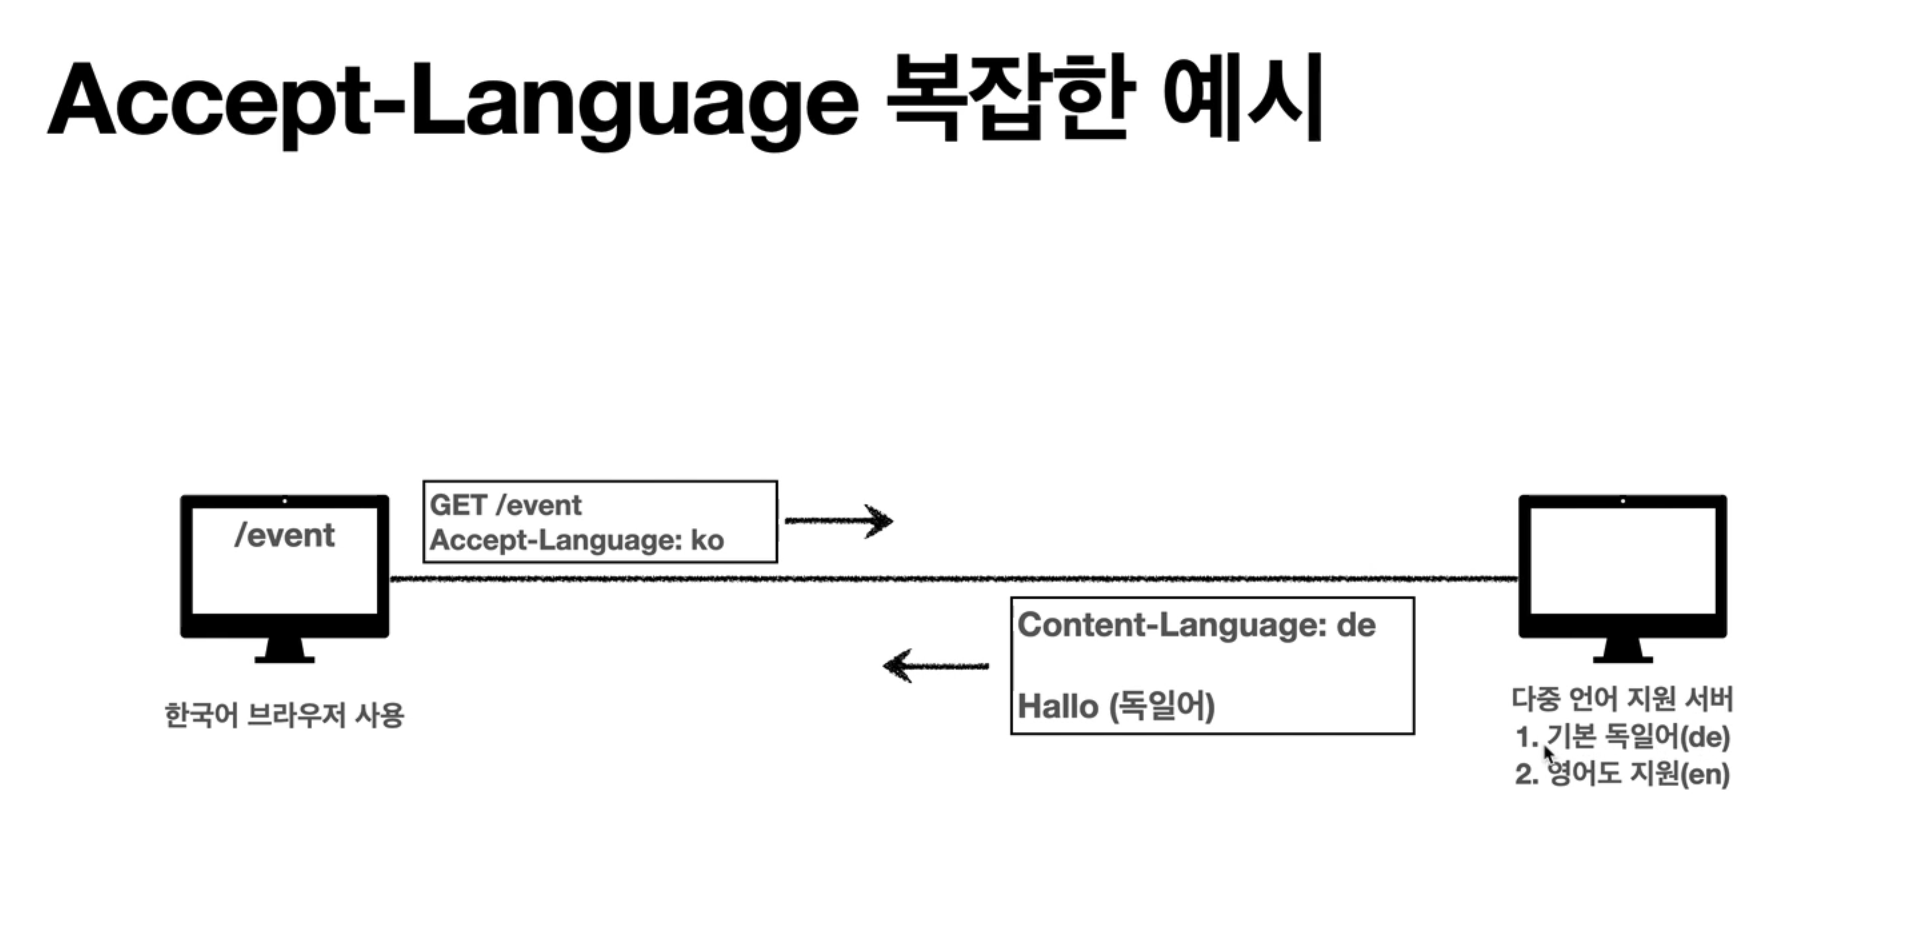 Accept-Language 복잡한 예시
/event
GET /event
Accept-Language: ko
Content-Language: de
Hallo (독일어)
한국어 브라우저 사용
다중 언어 지원 서버
1. 기본 독일어(de)
2. 영어도 지원(en)